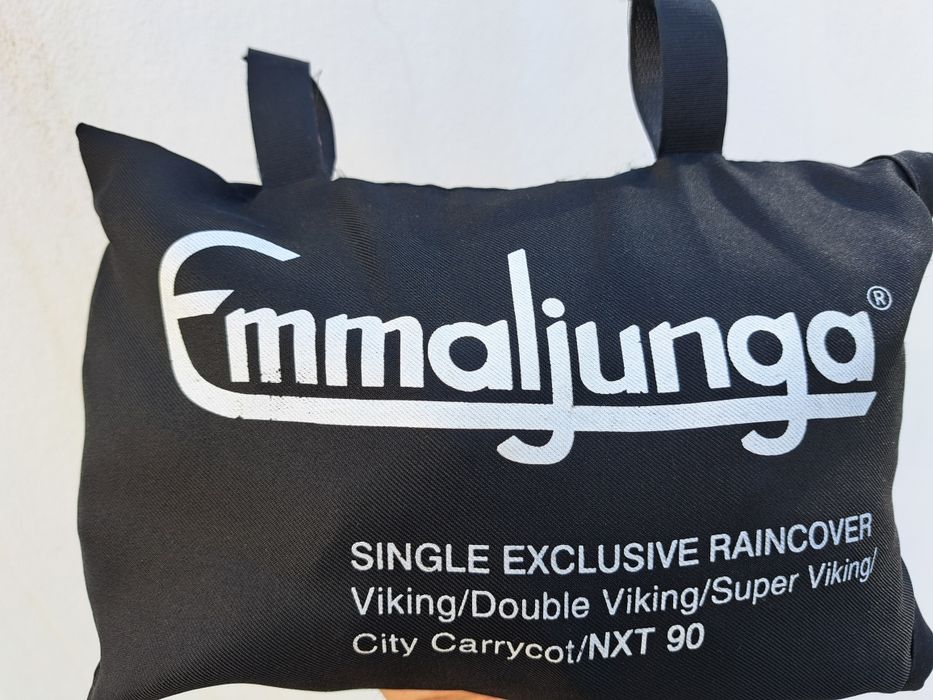 Emmaljunga®
SINGLE EXCLUSIVE RAINCOVER
Viking/Double Viking/Super Viking/
City Carrycot/NXT 90